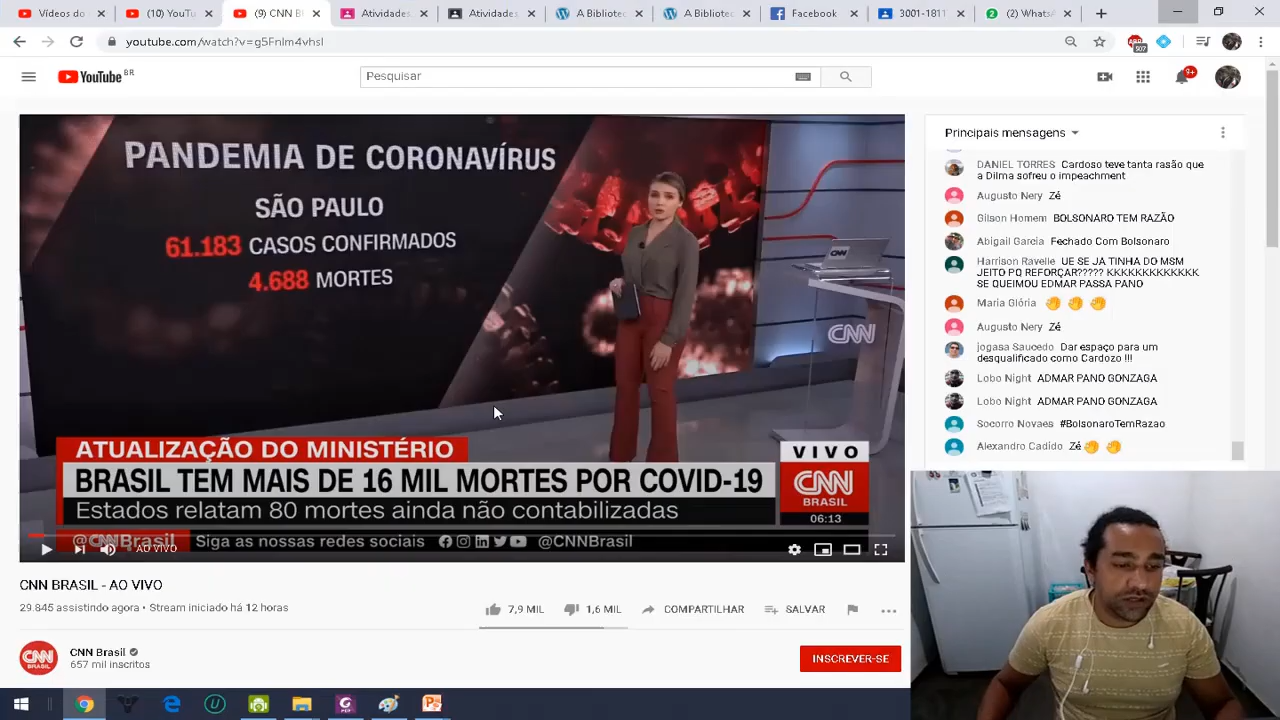 Vídeos do
(10) YouTu
(9) CNN B
Atividades
Atividades
A Bibliotec
A Bibliotec
Facebook
3001-1311
(2) WhatsA
youtube.com/watch?v=g5Fnlm4vhsI
507
YouTube BR
Pesquisar
9+
PANDEMIA DE CORONAVÍRUS
SÃO PAULO
61.183 CASOS CONFIRMADOS
4.688 MORTES
CNN
CNN
ATUALIZAÇÃO DO MINISTÉRIO
BRASIL TEM MAIS DE 16 MIL MORTES POR COVID-19
Estados relatam 80 mortes ainda não contabilizadas
VIVO
CNN
BRASIL
06:13
@CNNBrasil Siga as nossas redes sociais @CNNBrasil
AO VIVO
CNN BRASIL - AO VIVO
29.845 assistindo agora • Stream iniciado há 12 horas
7,9 MIL
1,6 MIL
COMPARTILHAR
SALVAR
CNN
CNN Brasil
657 mil inscritos
INSCREVER-SE
Principais mensagens
DANIEL TORRES Cardoso teve tanta rasão que
a Dilma sofreu o impeachment
Augusto Nery Zé
Gilson Homem BOLSONARO TEM RAZÃO
Abigail Garcia Fechado Com Bolsonaro
Harrison Ravelle UE SE JA TINHA DO MSM
JEITO PQ REFORÇAR????? KKKKKKKKKKKKK
SE QUEIMOU EDMAR PASSA PANO
Maria Glória 👏 👏 👏
Augusto Nery Zé
jogasa Saucedo Dar espaço para um
desqualificado como Cardozo !!!
Lobo Night ADMAR PANO GONZAGA
Lobo Night ADMAR PANO GONZAGA
Socorro Novaes #BolsonaroTemRazao
Alexandro Cadido Zé👏 👏